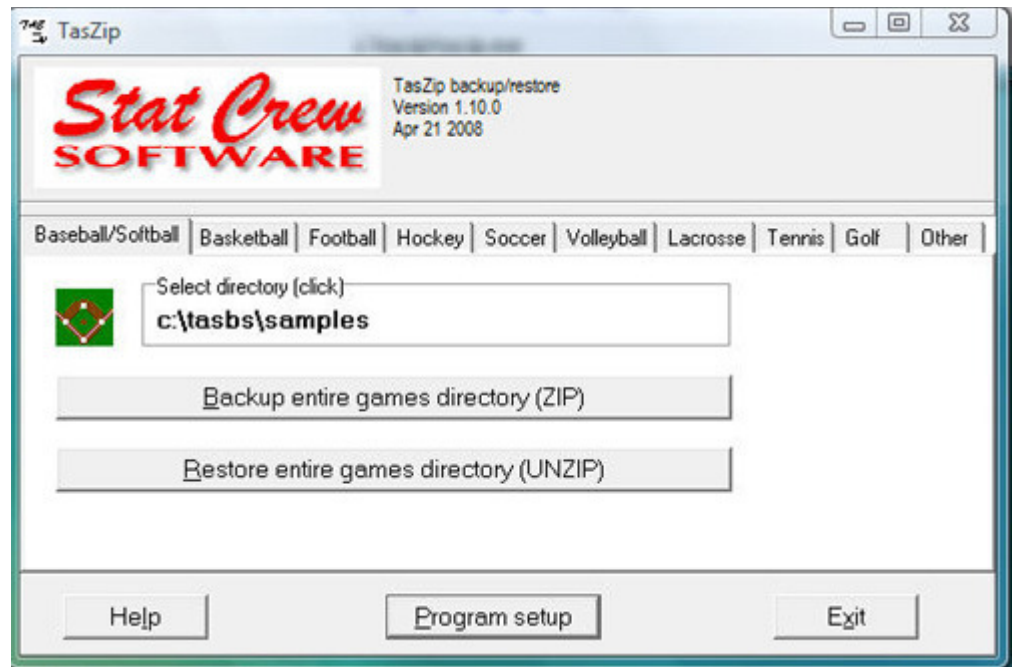 TasZip
Stat Crew
SOFTWARE
TasZip backup/restore
Version 1.10.0
Apr 21 2008
Baseball/Softball Basketball Football Hockey Soccer Volleyball Lacrosse Tennis Golf Other
Select directory (click)
c:\tasbs\samples
Backup entire games directory (ZIP)
Restore entire games directory (UNZIP)
Help Program setup Exit